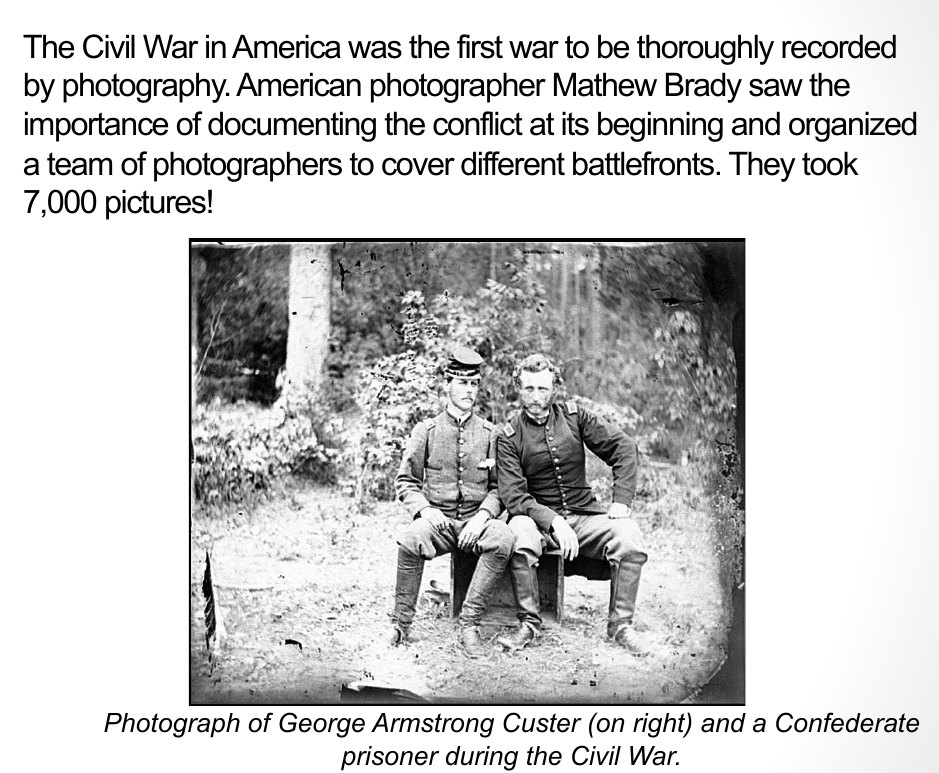 The Civil War in America was the first war to be thoroughly recorded
by photography. American photographer Mathew Brady saw the
importance of documenting the conflict at its beginning and organized
a team of photographers to cover different battlefronts. They took
7,000 pictures!
Photograph of George Armstrong Custer (on right) and a Confederate
prisoner during the Civil War.